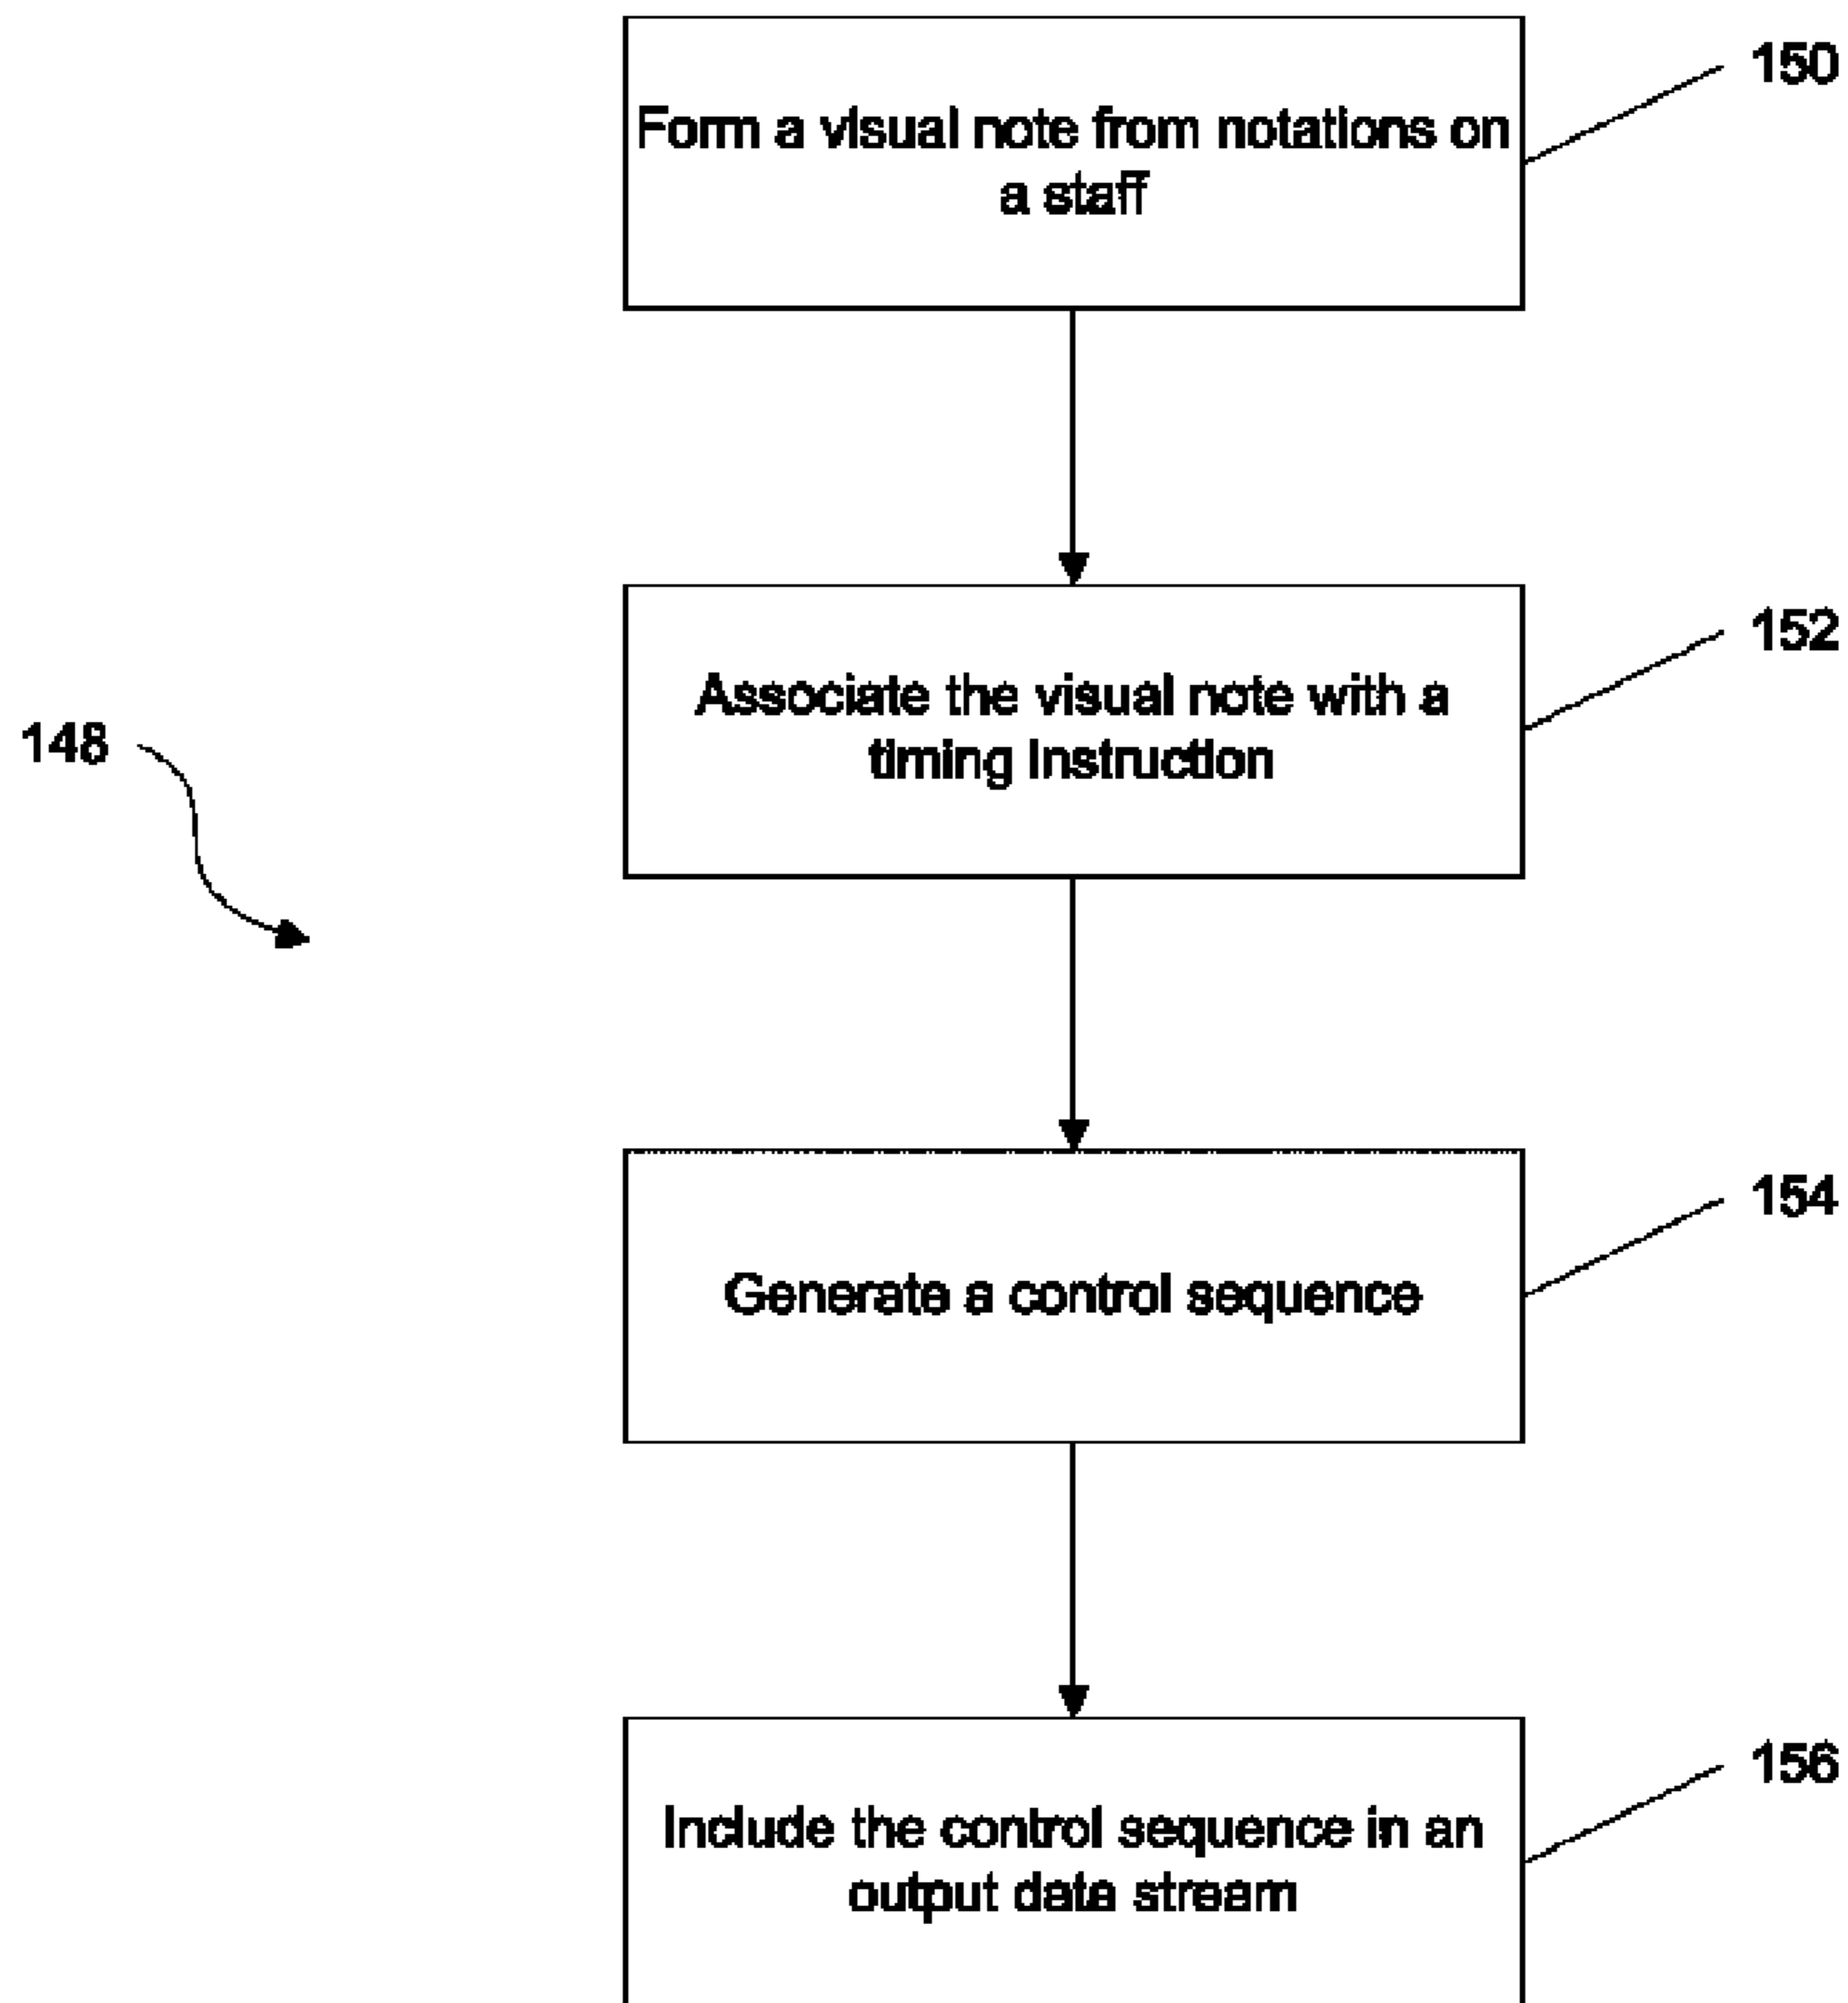 150
Form a visual note from notations on
a staff
152
Associate the visual note with a
timing instruction
148
154
Generate a control sequence
156
Include the control sequence in an
output data stream